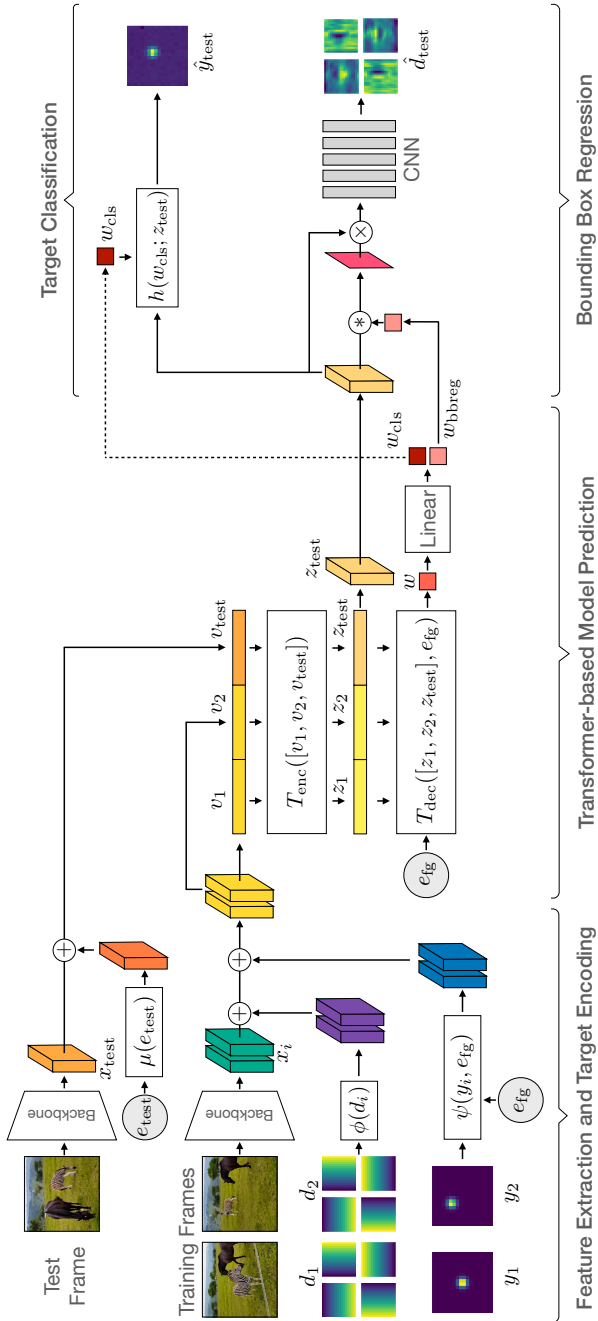 Test
Frame
Backbone
x_test
e_test
μ(e_test)
+
Training Frames
Backbone
x_i
+
+
d_1
d_2
φ(d_i)
y_1
y_2
ψ(y_i, e_fg)
e_fg
Feature Extraction and Target Encoding
v_1
v_2
v_test
T_enc([v_1, v_2, v_test])
z_1
z_2
z_test
z_test
T_dec([z_1, z_2, z_test], e_fg)
e_fg
w
Linear
w_cls
w_bbreg
Transformer-based Model Prediction
Target Classification
w_cls
h(w_cls; z_test)
ŷ_test
*
×
CNN
d̂_test
Bounding Box Regression